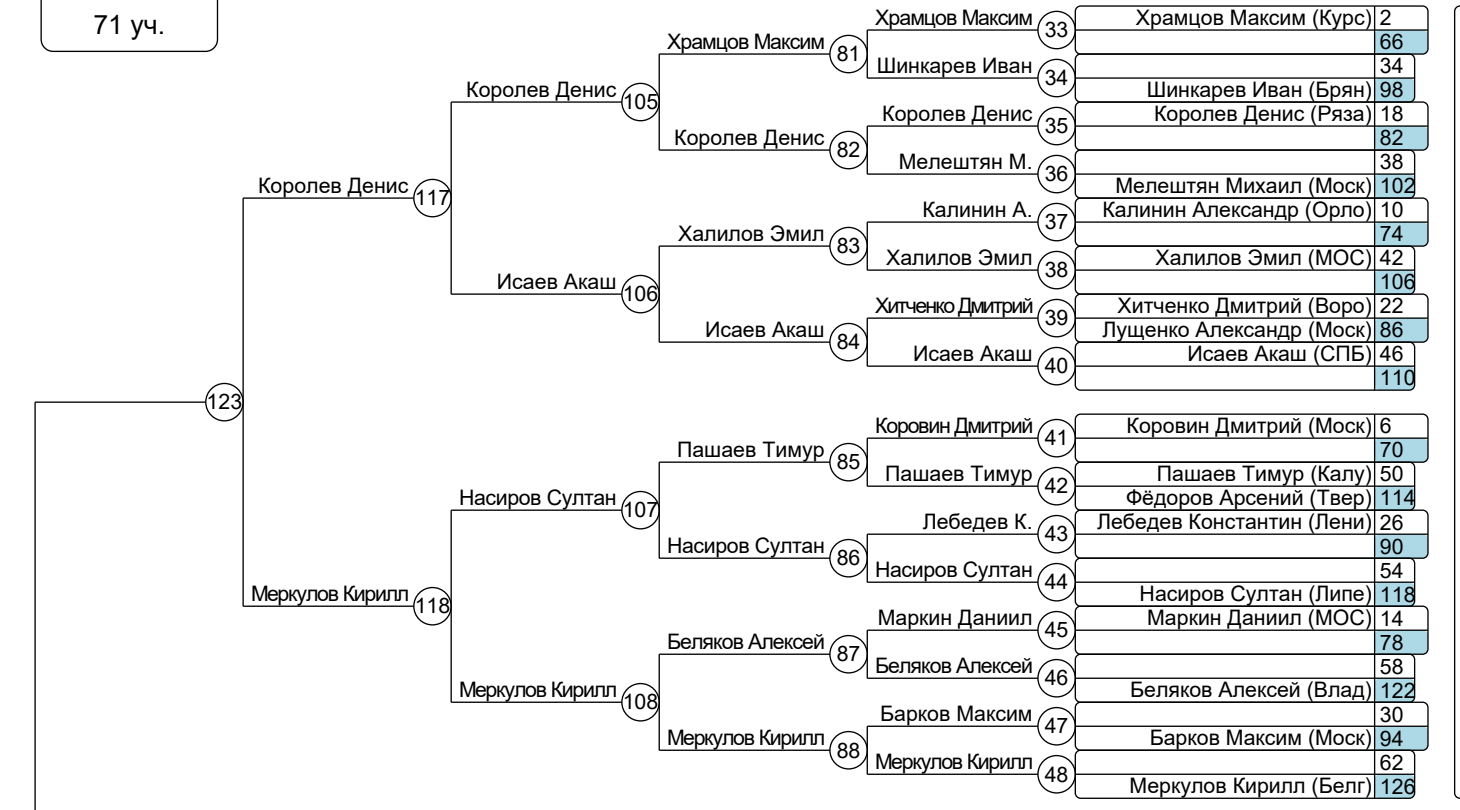 71 уч.
Храмцов Максим 33 Храмцов Максим (Курс) 2
66
Храмцов Максим 81
Шинкарев Иван 34 34
Шинкарев Иван (Брян) 98
Королев Денис 105
Королев Денис 35 Королев Денис (Ряза) 18
82
Королев Денис 82
Мелештян М. 36 38
Мелештян Михаил (Моск) 102
Королев Денис 117
Калинин А. 37 Калинин Александр (Орло) 10
74
Халилов Эмил 83
Халилов Эмил 38 Халилов Эмил (МОС) 42
106
Исаев Акаш 106
Хитченко Дмитрий 39 Хитченко Дмитрий (Воро) 22
Лущенко Александр (Моск) 86
Исаев Акаш 84
Исаев Акаш 40 Исаев Акаш (СПБ) 46
110
123
Коровин Дмитрий 41 Коровин Дмитрий (Моск) 6
70
Пашаев Тимур 85
Пашаев Тимур 42 Пашаев Тимур (Калу) 50
Фёдоров Арсений (Твер) 114
Насиров Султан 107
Лебедев К. 43 Лебедев Константин (Лени) 26
90
Насиров Султан 86
Насиров Султан 44 54
Насиров Султан (Липе) 118
Меркулов Кирилл 118
Маркин Даниил 45 Маркин Даниил (МОС) 14
78
Беляков Алексей 87
Беляков Алексей 46 58
Беляков Алексей (Влад) 122
Меркулов Кирилл 108
Барков Максим 47 30
Барков Максим (Моск) 94
Меркулов Кирилл 88
Меркулов Кирилл 48 62
Меркулов Кирилл (Белг) 126